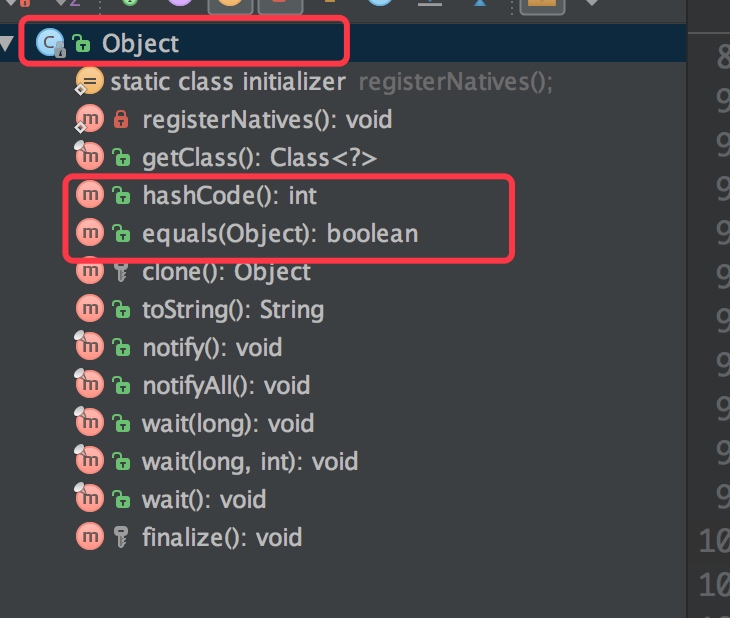 Object
static class initializer registerNatives();
registerNatives(): void
getClass(): Class<?>
hashCode(): int
equals(Object): boolean
clone(): Object
toString(): String
notify(): void
notifyAll(): void
wait(long): void
wait(long, int): void
wait(): void
finalize(): void